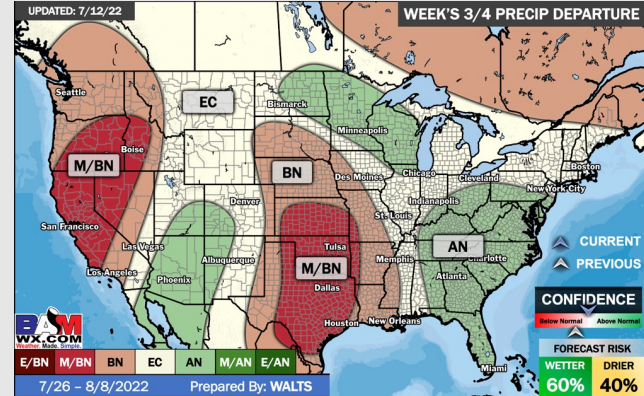 UPDATED: 7/12/22
WEEK'S 3/4 PRECIP DEPARTURE
Seattle
EC
Bismarck
Minneapolis
Boise
M/BN
BN
Des Moines
Chicago
Cleveland
Boston
New York City
Denver
Indianapolis
St. Louis
San Francisco
Las Vegas
Tulsa
AN
Charlotte
CURRENT
Los Angeles
Phoenix
Albuquerque
M/BN
Memphis
PREVIOUS
Dallas
Atlanta
Houston
New Orleans
Miami
CONFIDENCE
Below Normal
Above Normal
FORECAST RISK
WETTER
DRIER
60%
40%
BAM
WX.COM
Weather. Made. Simple.
E/BN
M/BN
BN
EC
AN
M/AN
E/AN
7/26 – 8/8/2022
Prepared By: WALTS